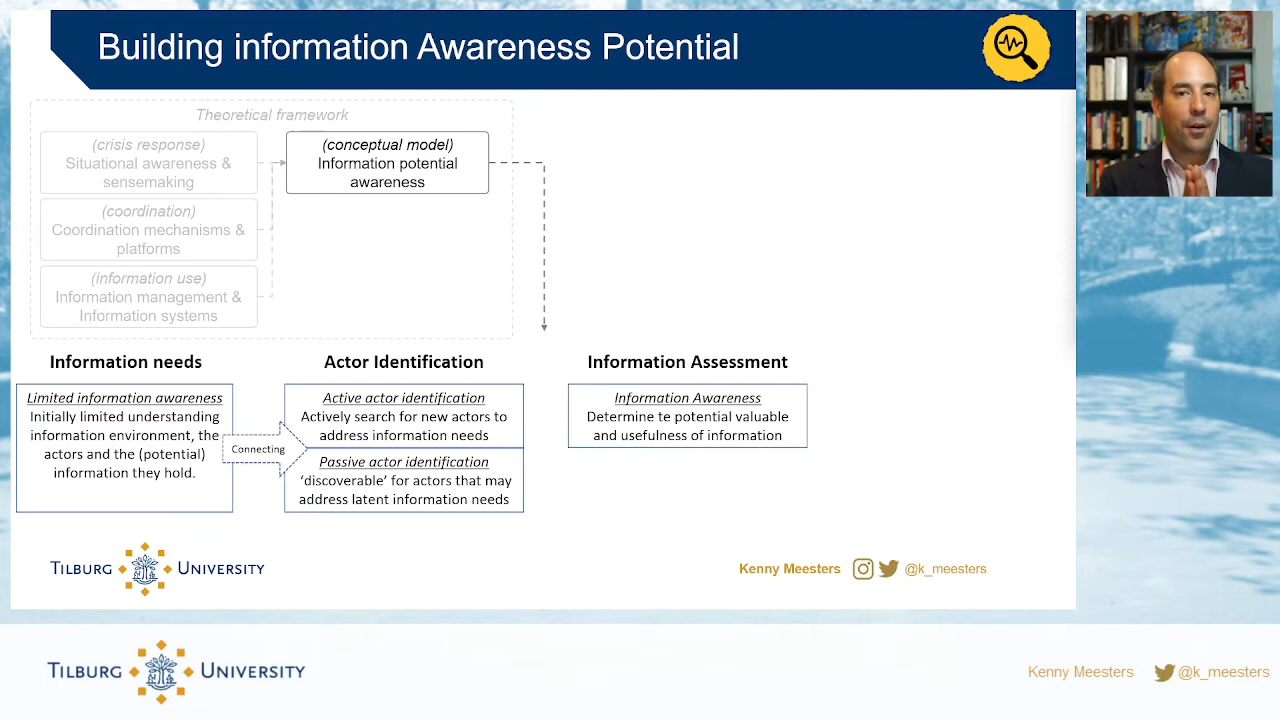 Building information Awareness Potential
Theoretical framework
(crisis response)
Situational awareness &
sensemaking
(conceptual model)
Information potential
awareness
(coordination)
Coordination mechanisms &
platforms
(information use)
Information management &
Information systems
Information needs
Limited information awareness
Initially limited understanding
information environment, the
actors and the (potential)
information they hold.
Connecting
Actor Identification
Active actor identification
Actively search for new actors to
address information needs
Passive actor identification
‘discoverable’ for actors that may
address latent information needs
Information Assessment
Information Awareness
Determine te potential valuable
and usefulness of information
TILBURG UNIVERSITY
Kenny Meesters @k_meesters
TILBURG UNIVERSITY
Kenny Meesters @k_meesters